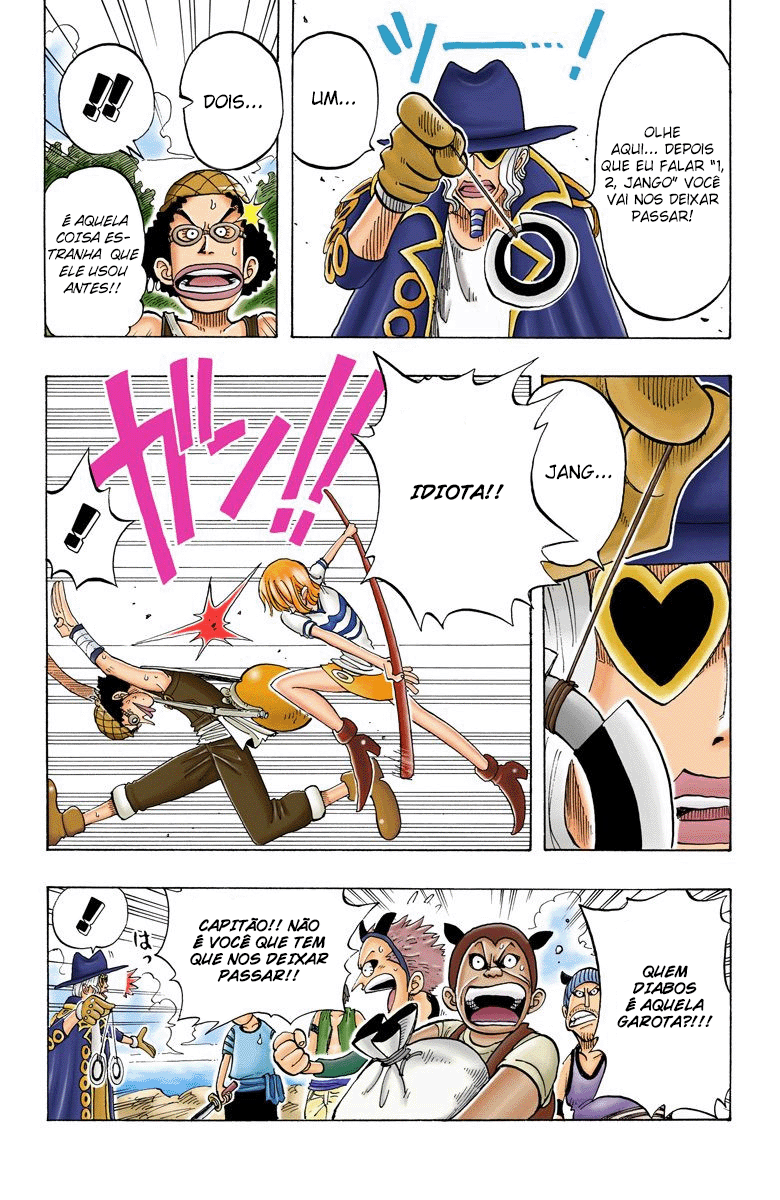 ツーー!
OLHE
AQUI... DEPOIS
QUE EU FALAR "1,
2, JANGO" VOCÊ
VAI NOS DEIXAR
PASSAR!
UM...
DOIS...
!!
É AQUELA
COISA ES-
TRANHA QUE
ELE USOU
ANTES!!
JANG...
IDIOTA!!
ガン!!
!
QUEM
DIABOS
É AQUELA
GAROTA?!!!
CAPITÃO!! NÃO
É VOCÊ QUE TEM
QUE NOS DEIXAR
PASSAR!!
!
はっ